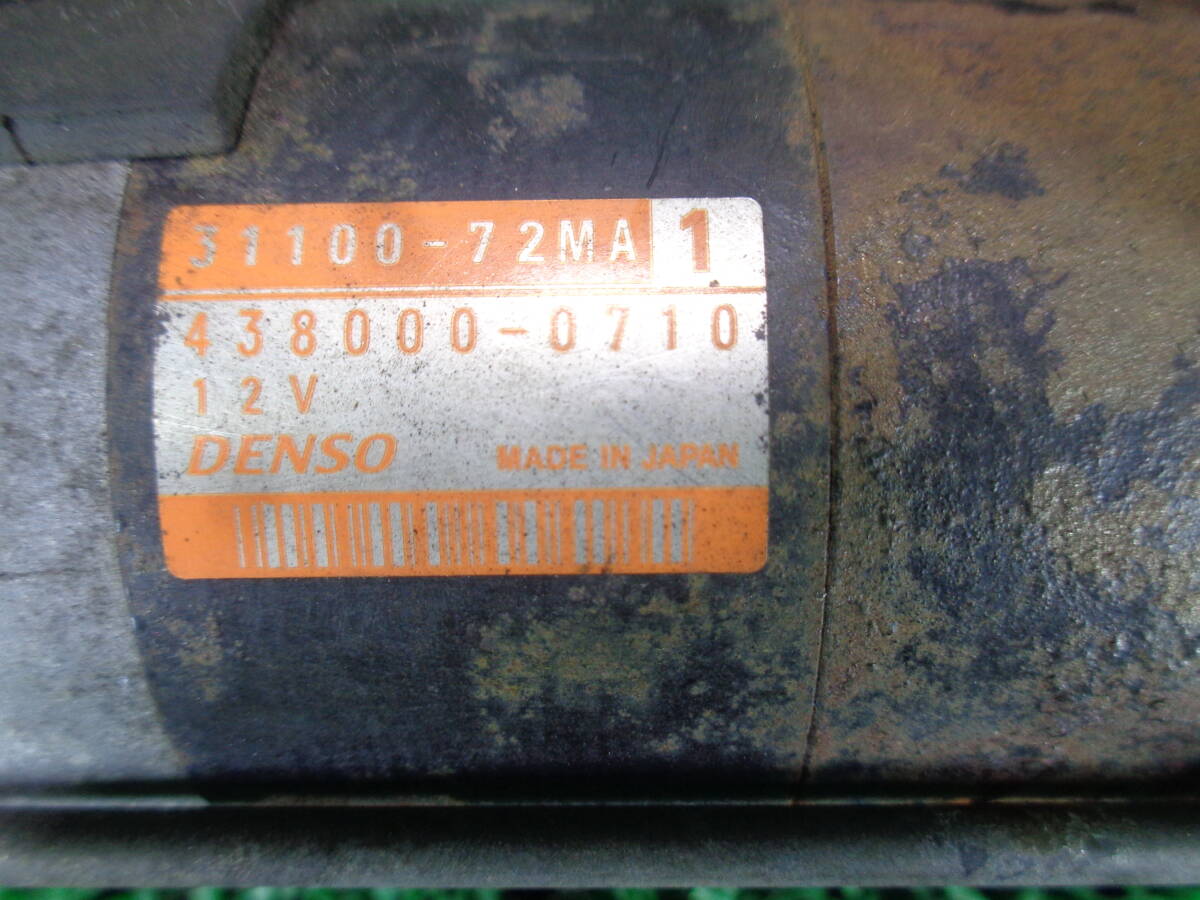 31100-72MA 1
438000-0710
12V
DENSO MADE IN JAPAN